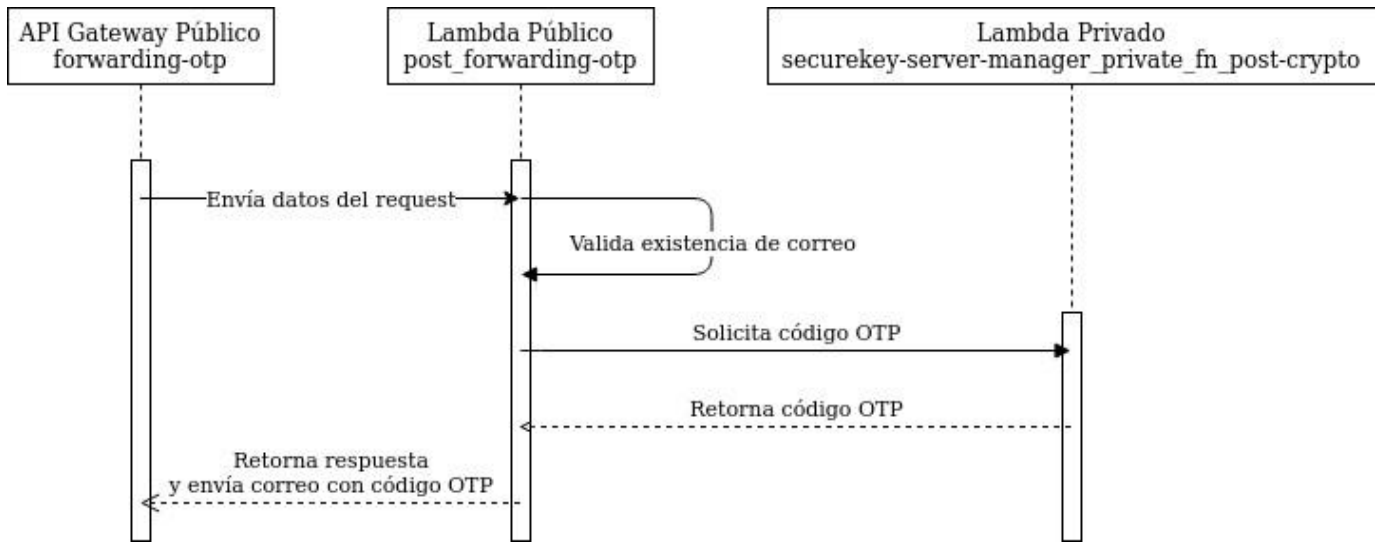 API Gateway Público
forwarding-otp
Lambda Público
post_forwarding-otp
Lambda Privado
securekey-server-manager_private_fn_post-crypto
Envía datos del request
Valida existencia de correo
Solicita código OTP
Retorna código OTP
Retorna respuesta
y envía correo con código OTP